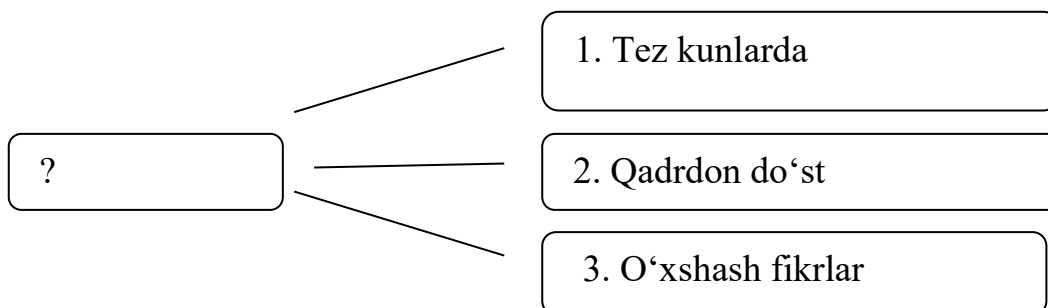 1. Tez kunlarda
?
2. Qadrdon do‘st
3. O‘xshash fikrlar